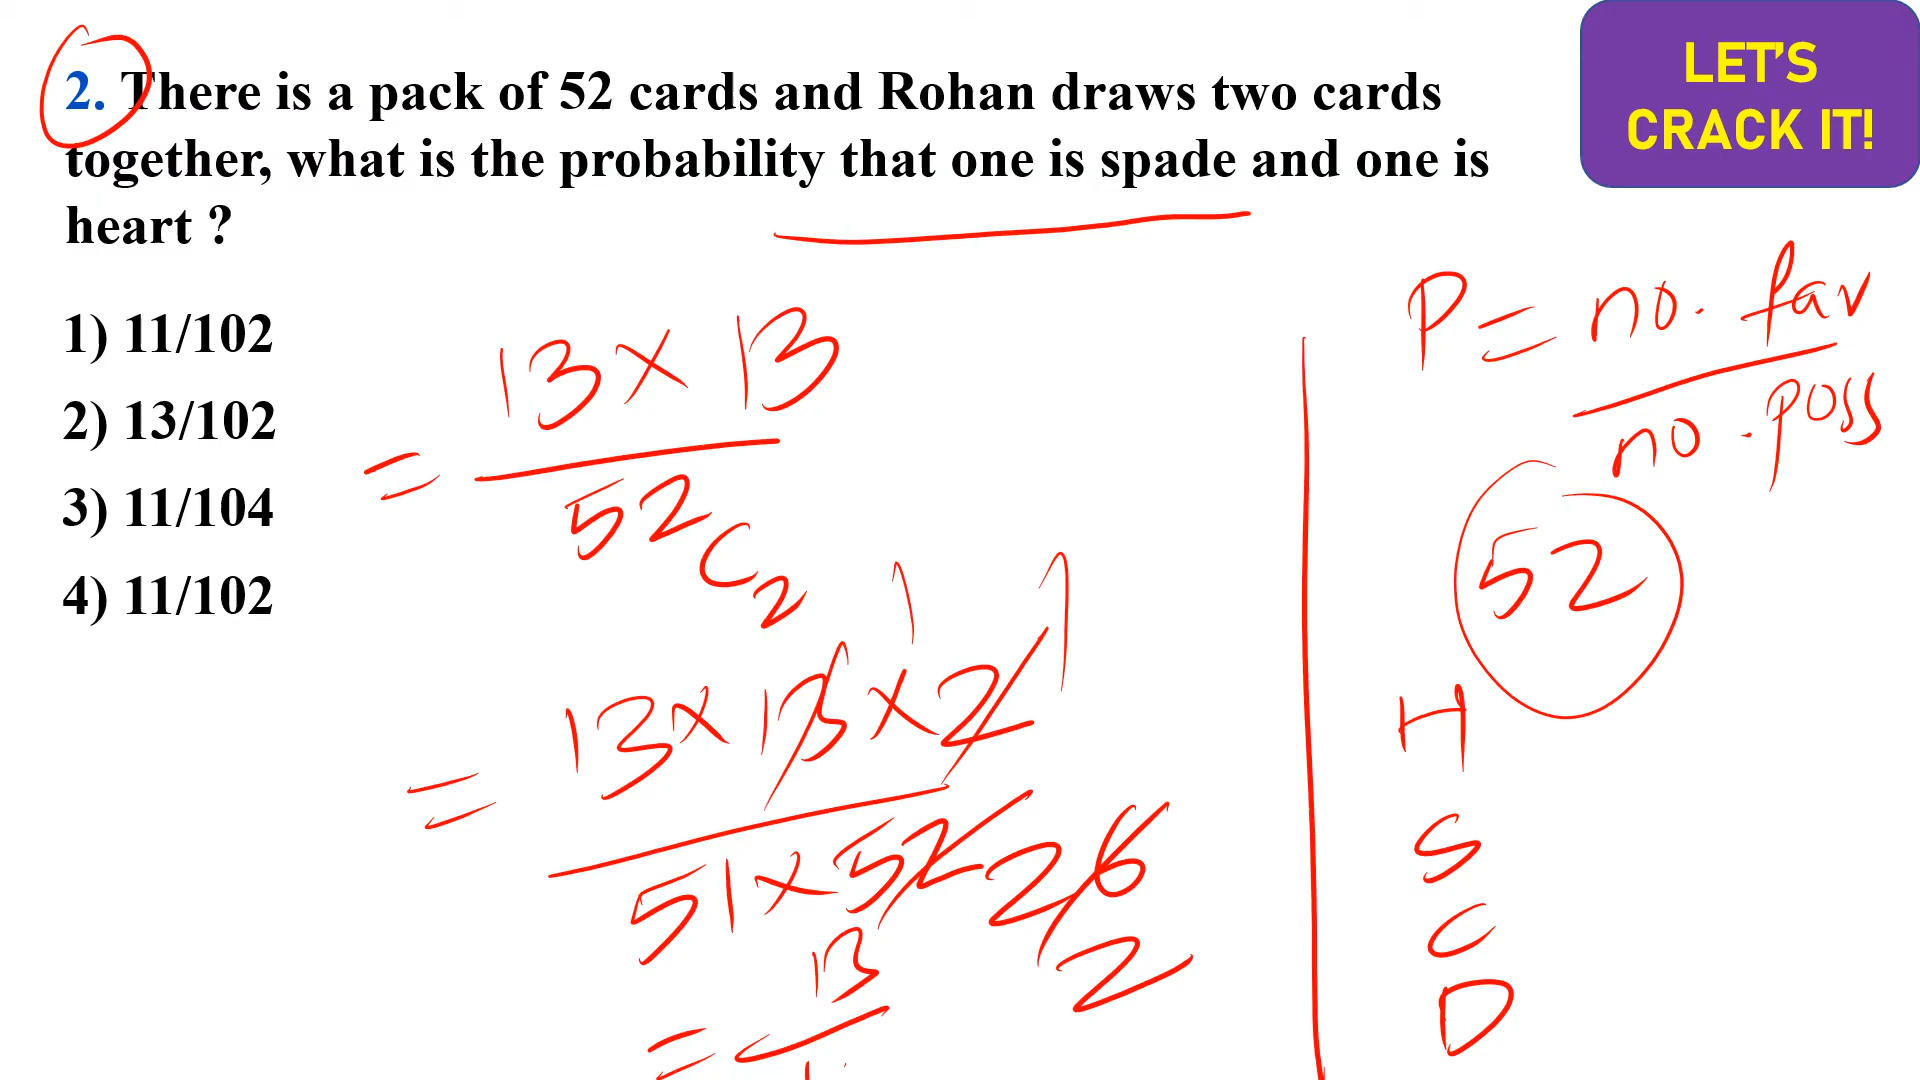 2. There is a pack of 52 cards and Rohan draws two cards
together, what is the probability that one is spade and one is
heart ?
LET'S
CRACK IT!
1) 11/102
2) 13/102
3) 11/104
4) 11/102
= 13 × 13
52C2
= 13 × 13 × 2
51 × 52
1 1
26
2
= 13
P = no. fav
no. poss
52
H
S
C
D